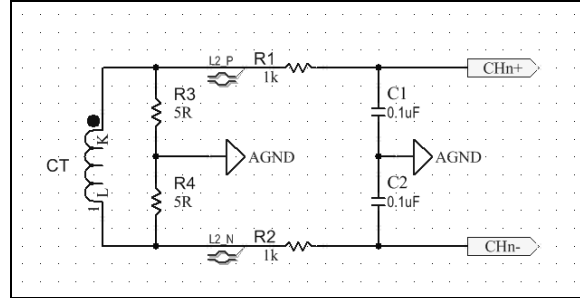 L2_P
R1
1k
CHn+
R3
5R
C1
0.1uF
K
CT
AGND
AGND
R4
5R
C2
0.1uF
L
1
L2_N
R2
1k
CHn-